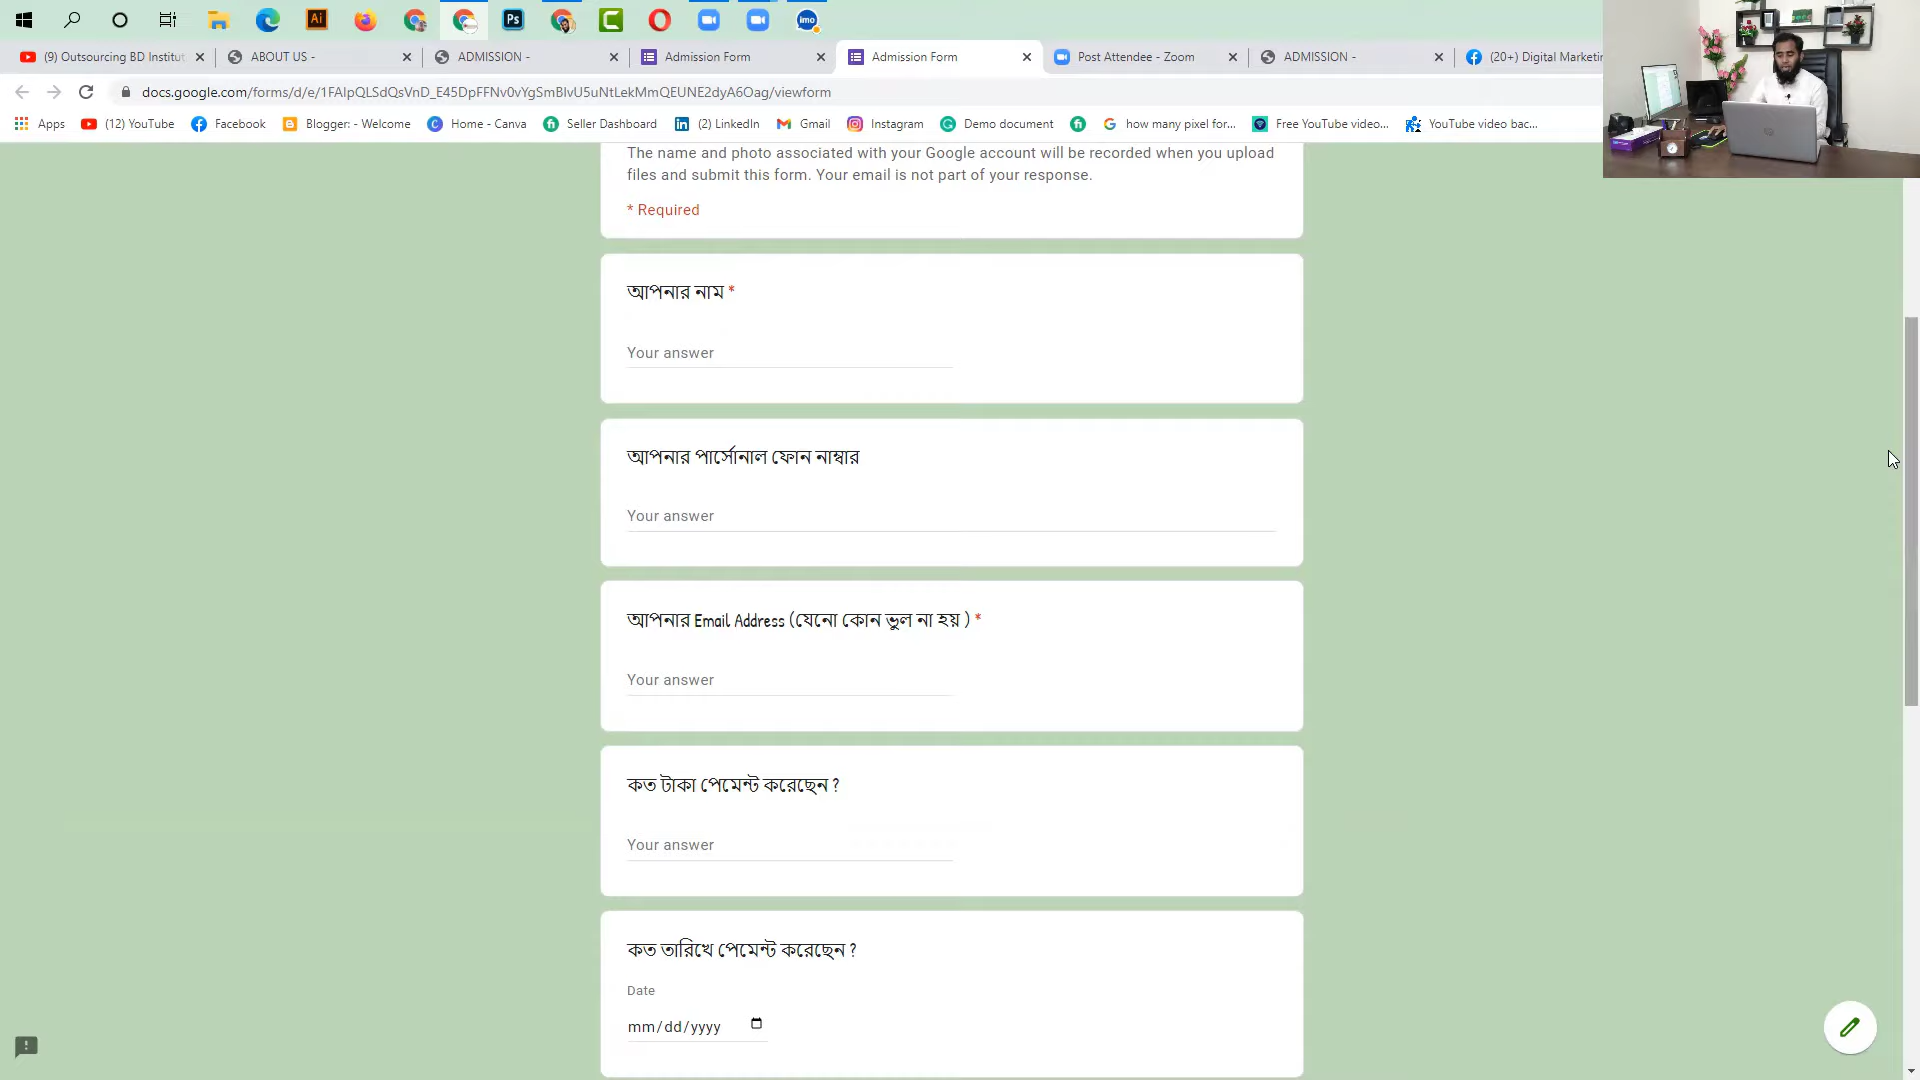 Ai
Ps
imo
(9) Outsourcing BD Institut
ABOUT US -
ADMISSION -
Admission Form
Admission Form
Post Attendee - Zoom
ADMISSION -
(20+) Digital Marketin
docs.google.com/forms/d/e/1FAIpQLSdQsVnD_E45DpFFNv0vYgSmBlvU5uNtLekMmQEUNE2dyA6Oag/viewform
Apps
(12) YouTube
Facebook
Blogger: - Welcome
Home - Canva
Seller Dashboard
(2) LinkedIn
Gmail
Instagram
Demo document
how many pixel for...
Free YouTube video...
YouTube video bac...
The name and photo associated with your Google account will be recorded when you upload
files and submit this form. Your email is not part of your response.
* Required
আপনার নাম *
Your answer
আপনার পার্সোনাল ফোন নাম্বার
Your answer
আপনার Email Address (যেনো কোন ভুল না হয় ) *
Your answer
কত টাকা পেমেন্ট করেছেন ?
Your answer
কত তারিখে পেমেন্ট করেছেন ?
Date
mm/dd/yyyy